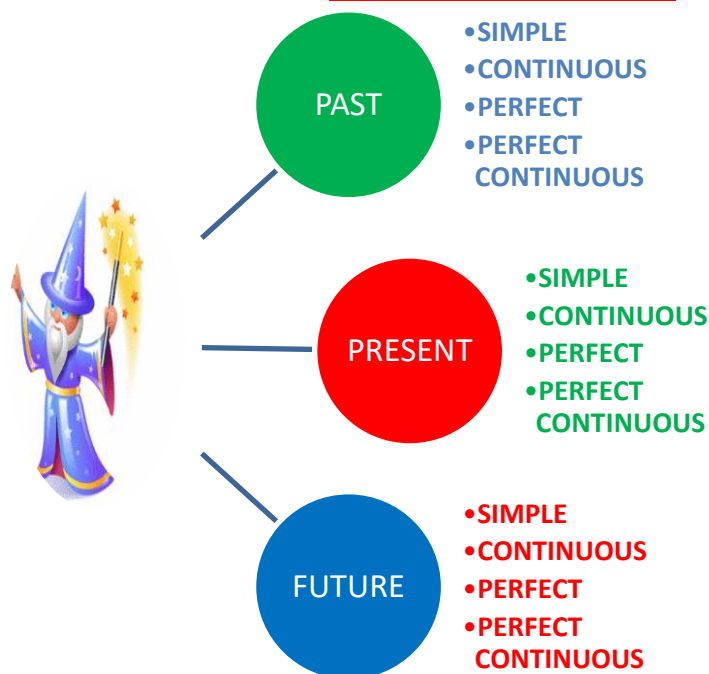 PAST
•SIMPLE
•CONTINUOUS
•PERFECT
•PERFECT
CONTINUOUS
PRESENT
•SIMPLE
•CONTINUOUS
•PERFECT
•PERFECT
CONTINUOUS
FUTURE
•SIMPLE
•CONTINUOUS
•PERFECT
•PERFECT
CONTINUOUS